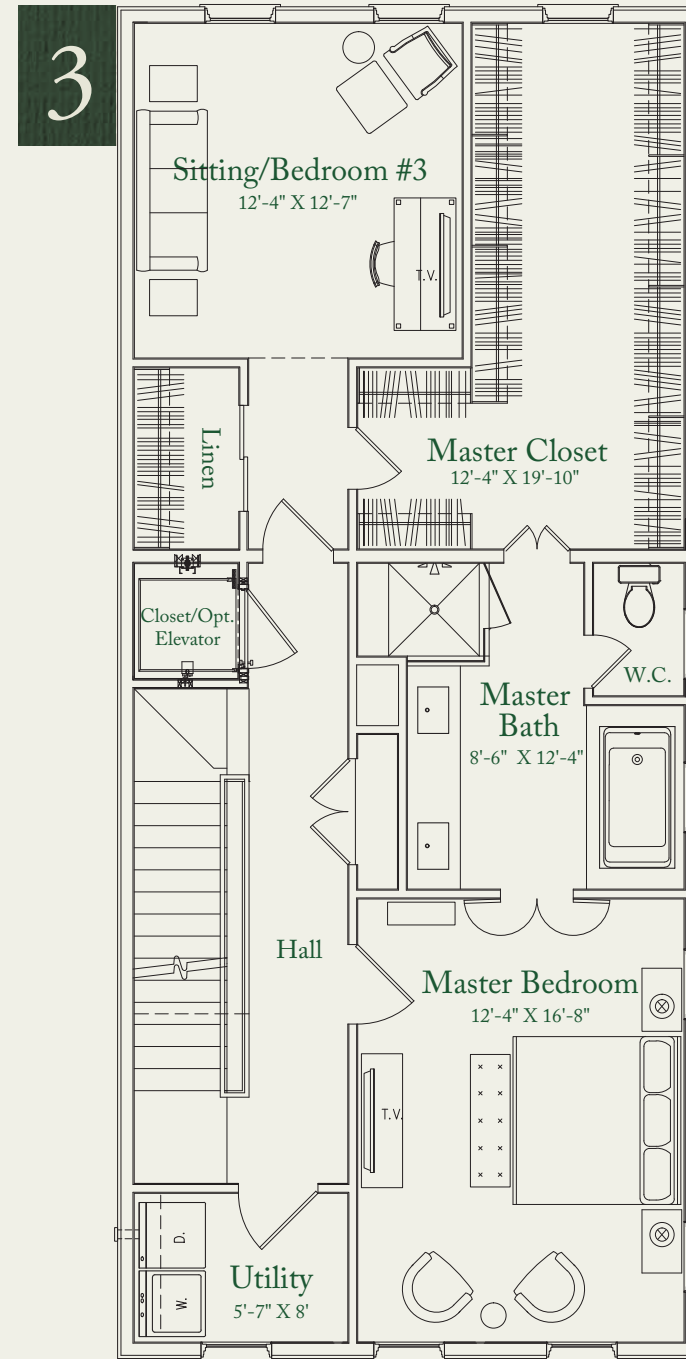 3
Sitting/Bedroom #3
12'-4" X 12'-7"
T.V.
Linen
Master Closet
12'-4" X 19'-10"
Closet/Opt.
Elevator
W.C.
Master
Bath
8'-6" X 12'-4"
Hall
Master Bedroom
12'-4" X 16'-8"
T.V.
D.
W.
Utility
5'-7" X 8'